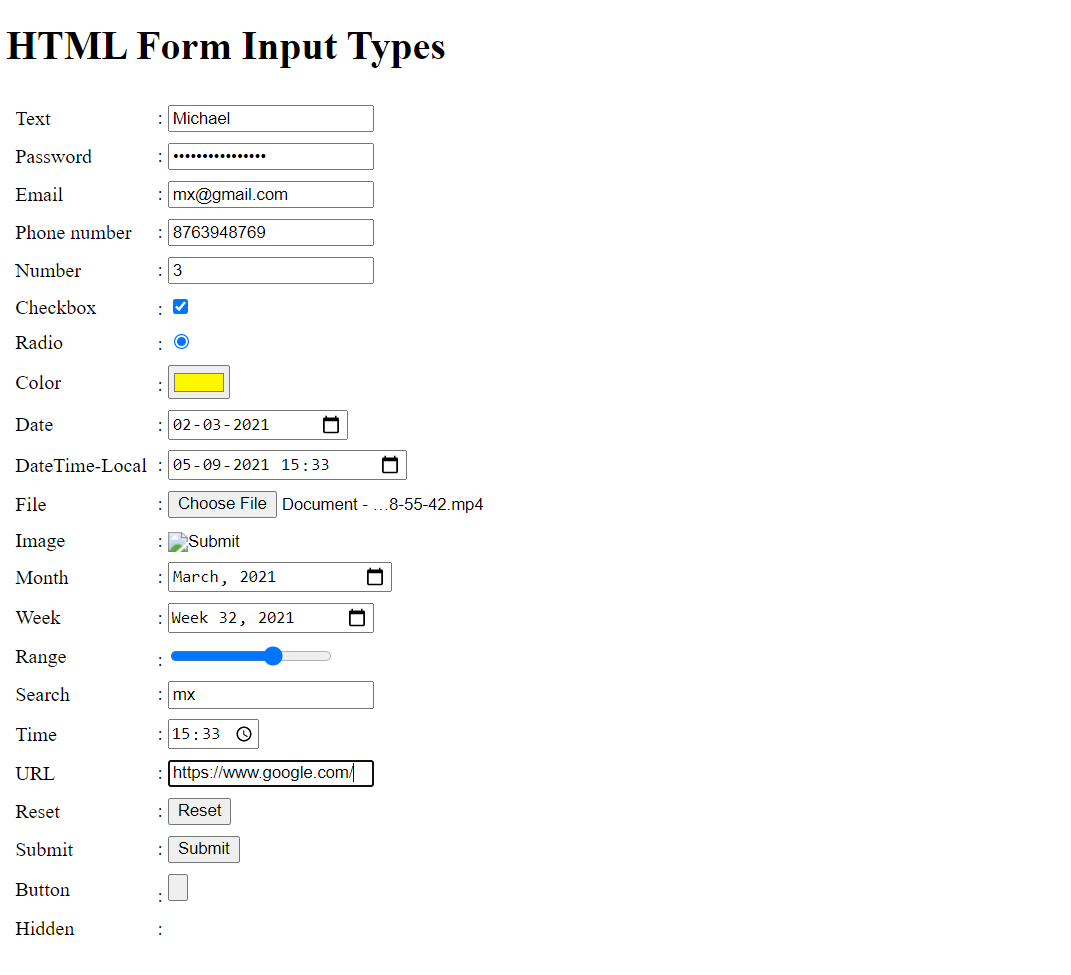 HTML Form Input Types
Text : Michael
Password : ••••••••••••••••
Email : mx@gmail.com
Phone number : 8763948769
Number : 3
Checkbox :
Radio :
Color :
Date : 02-03-2021
DateTime-Local : 05-09-2021 15:33
File : Choose File Document - …8-55-42.mp4
Image : Submit
Month : March, 2021
Week : Week 32, 2021
Range :
Search : mx
Time : 15:33
URL : https://www.google.com/
Reset : Reset
Submit : Submit
Button :
Hidden :